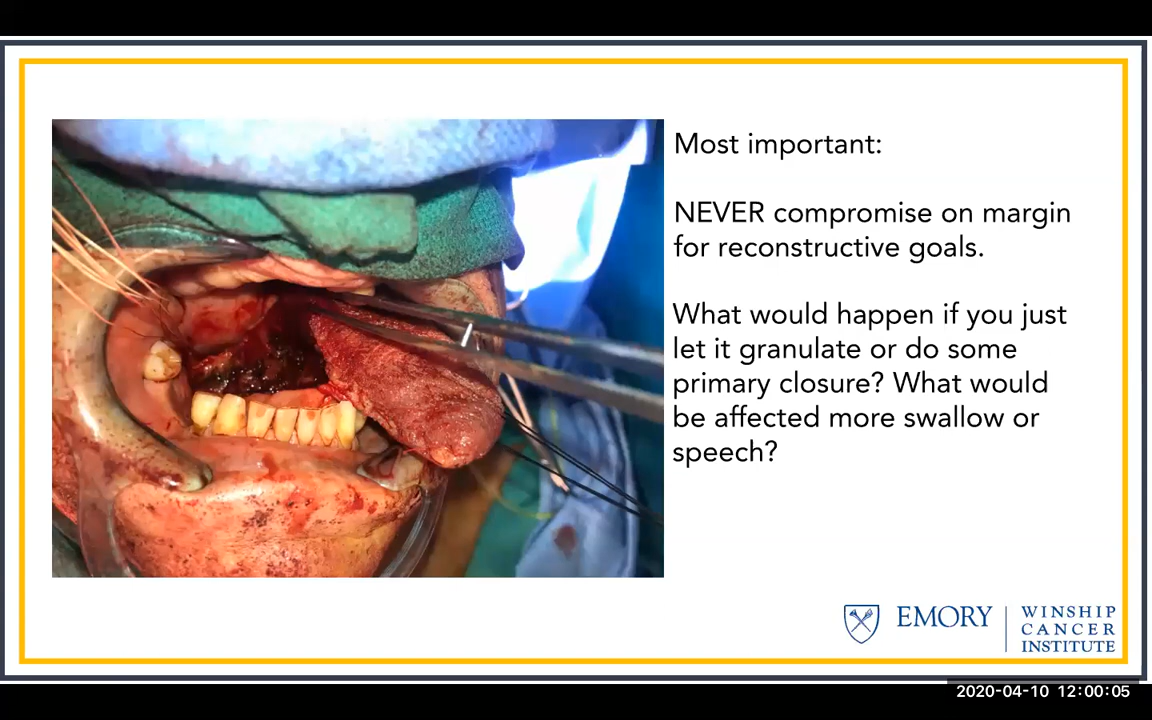 Most important:
NEVER compromise on margin
for reconstructive goals.
What would happen if you just
let it granulate or do some
primary closure? What would
be affected more swallow or
speech?
EMORY
WINSHIP
CANCER
INSTITUTE
2020-04-10 12:00:05